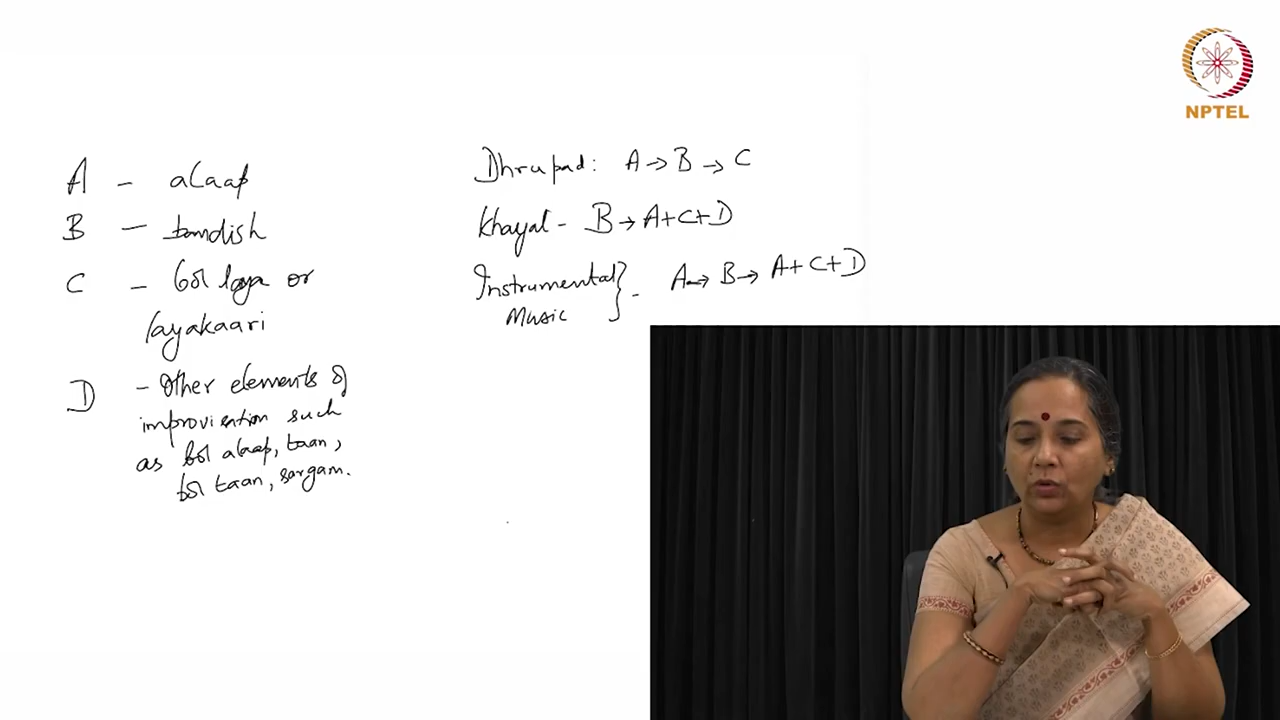 NPTEL
A - alaap
B - bandish
C - bol laya or
layakaari
D - Other elements of
improvisation such
as bol alaap, taan,
bol taan, sargam.
Dhrupad: A → B → C
Khayal - B → A+C+D
Instrumental
Music } - A → B → A+C+D